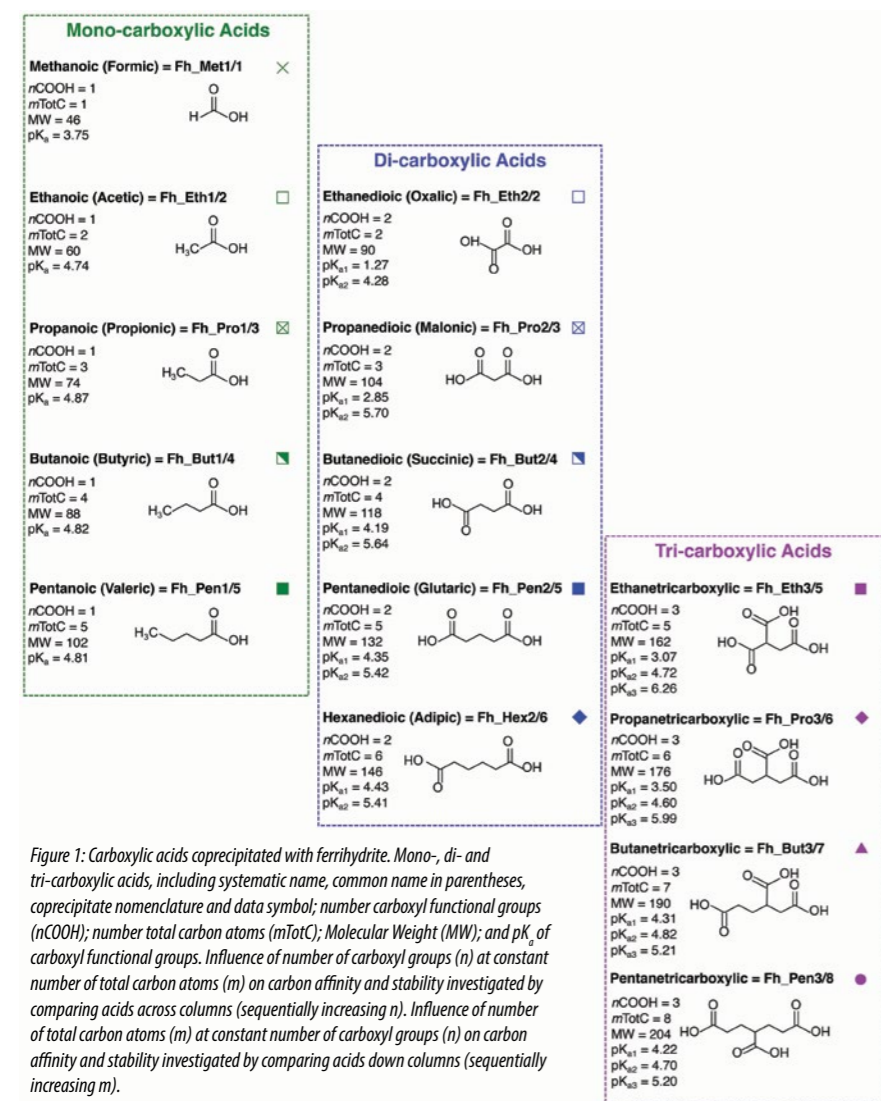 Mono-carboxylic Acids
Methanoic (Formic) = Fh_Met1/1
nCOOH = 1
mTotC = 1
MW = 46
pKa = 3.75
O
H
OH
Ethanoic (Acetic) = Fh_Eth1/2
nCOOH = 1
mTotC = 2
MW = 60
pKa = 4.74
O
H3C
OH
Propanoic (Propionic) = Fh_Pro1/3
nCOOH = 1
mTotC = 3
MW = 74
pKa = 4.87
O
H3C
OH
Butanoic (Butyric) = Fh_But1/4
nCOOH = 1
mTotC = 4
MW = 88
pKa = 4.82
O
H3C
OH
Pentanoic (Valeric) = Fh_Pen1/5
nCOOH = 1
mTotC = 5
MW = 102
pKa = 4.81
O
H3C
OH
Di-carboxylic Acids
Ethanedioic (Oxalic) = Fh_Eth2/2
nCOOH = 2
mTotC = 2
MW = 90
pKa1 = 1.27
pKa2 = 4.28
O
OH
OH
O
Propanedioic (Malonic) = Fh_Pro2/3
nCOOH = 2
mTotC = 3
MW = 104
pKa1 = 2.85
pKa2 = 5.70
O O
HO OH
Butanedioic (Succinic) = Fh_But2/4
nCOOH = 2
mTotC = 4
MW = 118
pKa1 = 4.19
pKa2 = 5.64
O
HO
OH
O
Pentanedioic (Glutaric) = Fh_Pen2/5
nCOOH = 2
mTotC = 5
MW = 132
pKa1 = 4.35
pKa2 = 5.42
O O
HO OH
Hexanedioic (Adipic) = Fh_Hex2/6
nCOOH = 2
mTotC = 6
MW = 146
pKa1 = 4.43
pKa2 = 5.41
O
HO
OH
O
Tri-carboxylic Acids
Ethanetricarboxylic = Fh_Eth3/5
nCOOH = 3
mTotC = 5
MW = 162
pKa1 = 3.07
pKa2 = 4.72
pKa3 = 6.26
O OH
O
HO
OH
O
Propanetricarboxylic = Fh_Pro3/6
nCOOH = 3
mTotC = 6
MW = 176
pKa1 = 3.50
pKa2 = 4.60
pKa3 = 5.99
O O OH
O
HO OH
Butanetricarboxylic = Fh_But3/7
nCOOH = 3
mTotC = 7
MW = 190
pKa1 = 4.31
pKa2 = 4.82
pKa3 = 5.21
O OH
O
HO
OH
O
Pentanetricarboxylic = Fh_Pen3/8
nCOOH = 3
mTotC = 8
MW = 204
pKa1 = 4.22
pKa2 = 4.70
pKa3 = 5.20
O O
HO OH
O OH
Figure 1: Carboxylic acids coprecipitated with ferrihydrite. Mono-, di- and
tri-carboxylic acids, including systematic name, common name in parentheses,
coprecipitate nomenclature and data symbol; number carboxyl functional groups
(nCOOH); number total carbon atoms (mTotC); Molecular Weight (MW); and pKa of
carboxyl functional groups. Influence of number of carboxyl groups (n) at constant
number of total carbon atoms (m) on carbon affinity and stability investigated by
comparing acids across columns (sequentially increasing n). Influence of number
of total carbon atoms (m) at constant number of carboxyl groups (n) on carbon
affinity and stability investigated by comparing acids down columns (sequentially
increasing m).